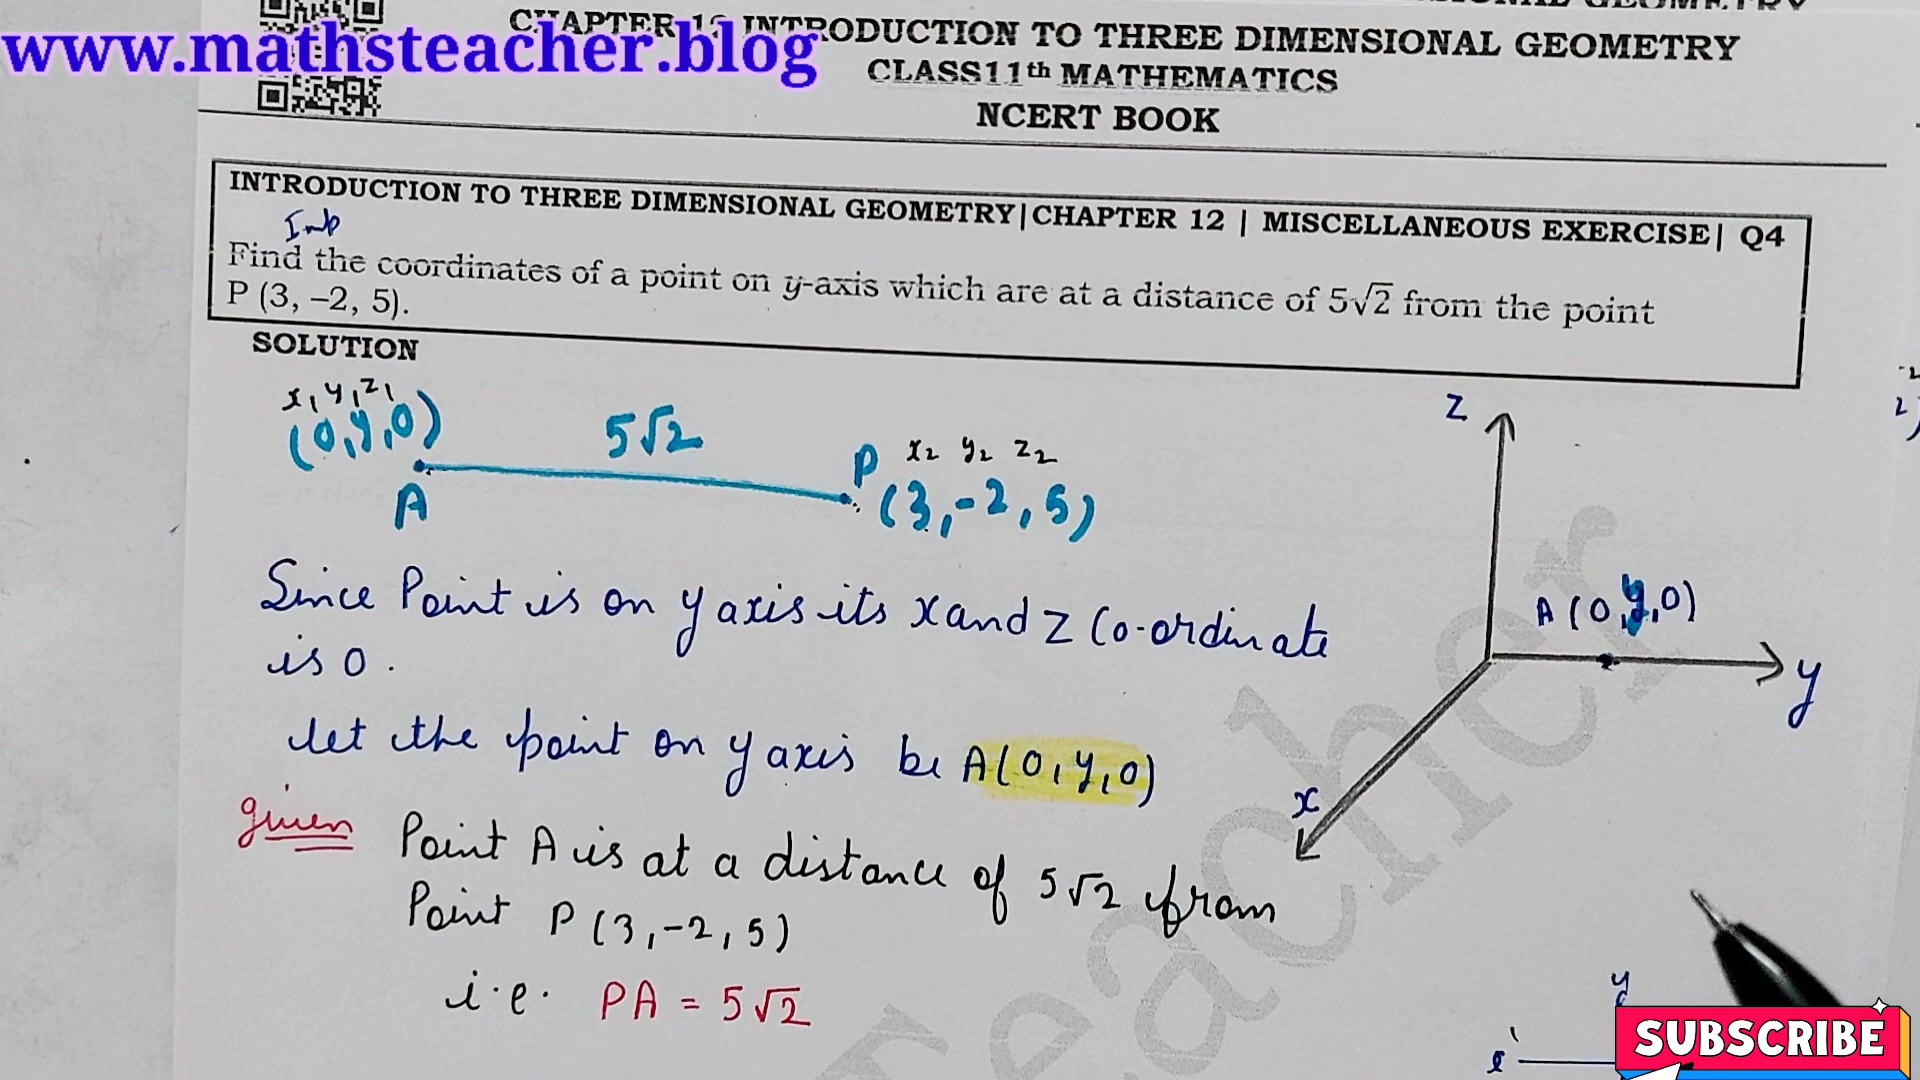 www.mathsteacher.blog
INTRODUCTION TO THREE DIMENSIONAL GEOMETRY
CLASS11th MATHEMATICS
NCERT BOOK
INTRODUCTION TO THREE DIMENSIONAL GEOMETRY|CHAPTER 12 | MISCELLANEOUS EXERCISE| Q4
Imp
Find the coordinates of a point on y-axis which are at a distance of 5√2 from the point
P (3, –2, 5).
SOLUTION
x₁ y₁ z₁
(0,y,0)
5√2
A
P
x₂ y₂ z₂
(3,-2,5)
z
A(0,y,0)
y
x
Since Point is on y axis its x and z Co-ordinate
is 0.
let the point on y axis be A(0,y,0)
given Point A is at a distance of 5√2 from
Point P(3,-2,5)
i.e. PA = 5√2
Teacher
y
SUBSCRIBE